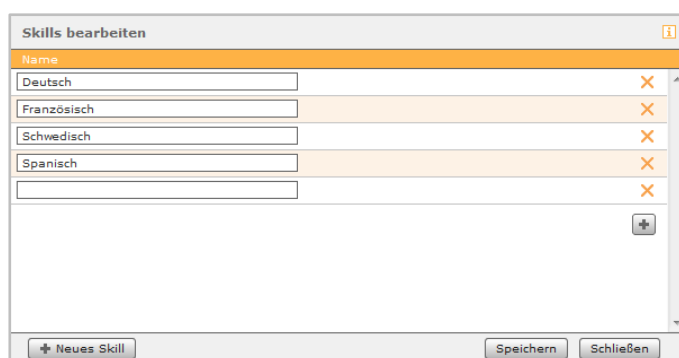 Skills bearbeiten
Name
Deutsch
Französisch
Schwedisch
Spanisch
Neues Skill
Speichern
Schließen